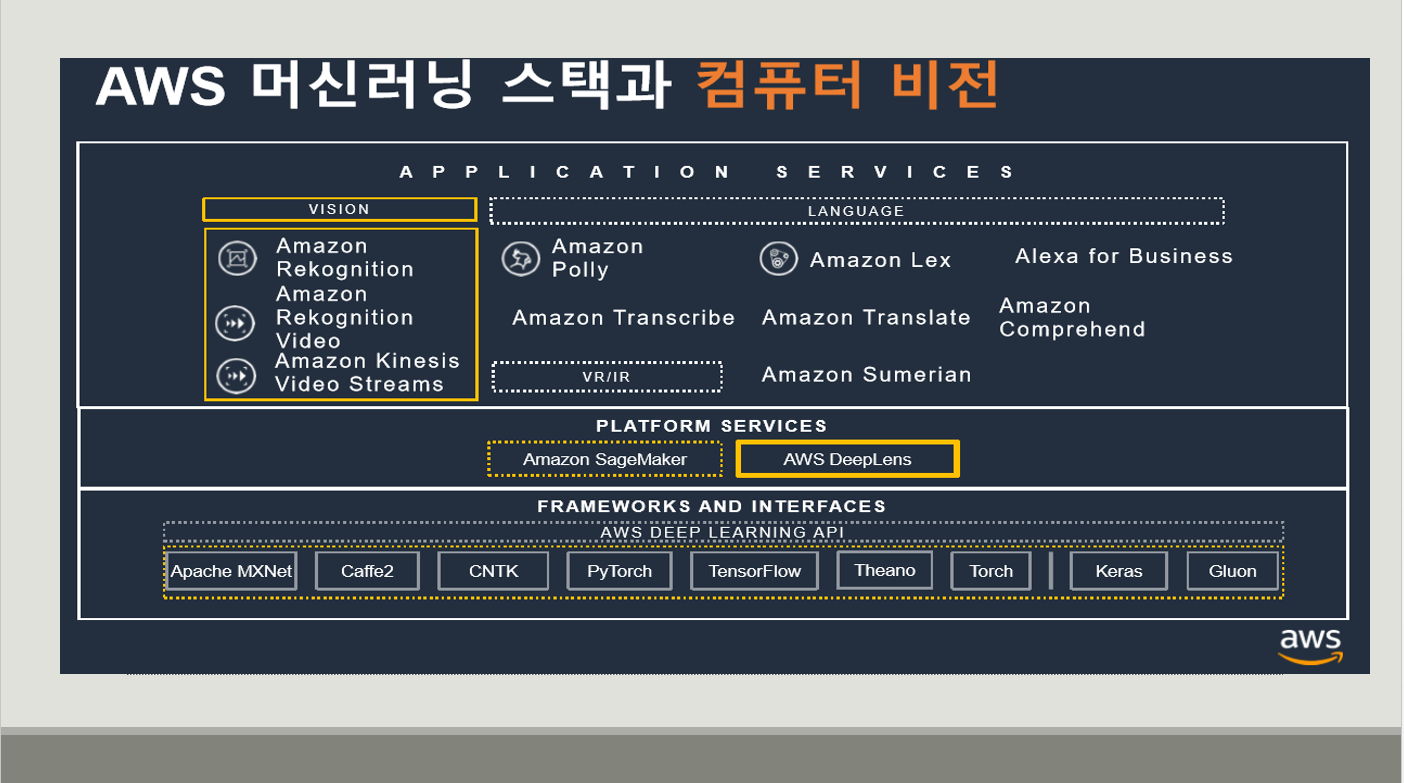 AWS 머신러닝 스택과 컴퓨터 비전
APPLICATION SERVICES
VISION
LANGUAGE
Amazon
Rekognition
Amazon
Rekognition
Video
Amazon Kinesis
Video Streams
Amazon
Polly
Amazon Lex
Alexa for Business
Amazon Transcribe
Amazon Translate
Amazon
Comprehend
VR/IR
Amazon Sumerian
PLATFORM SERVICES
Amazon SageMaker
AWS DeepLens
FRAMEWORKS AND INTERFACES
AWS DEEP LEARNING API
Apache MXNet
Caffe2
CNTK
PyTorch
TensorFlow
Theano
Torch
Keras
Gluon
aws